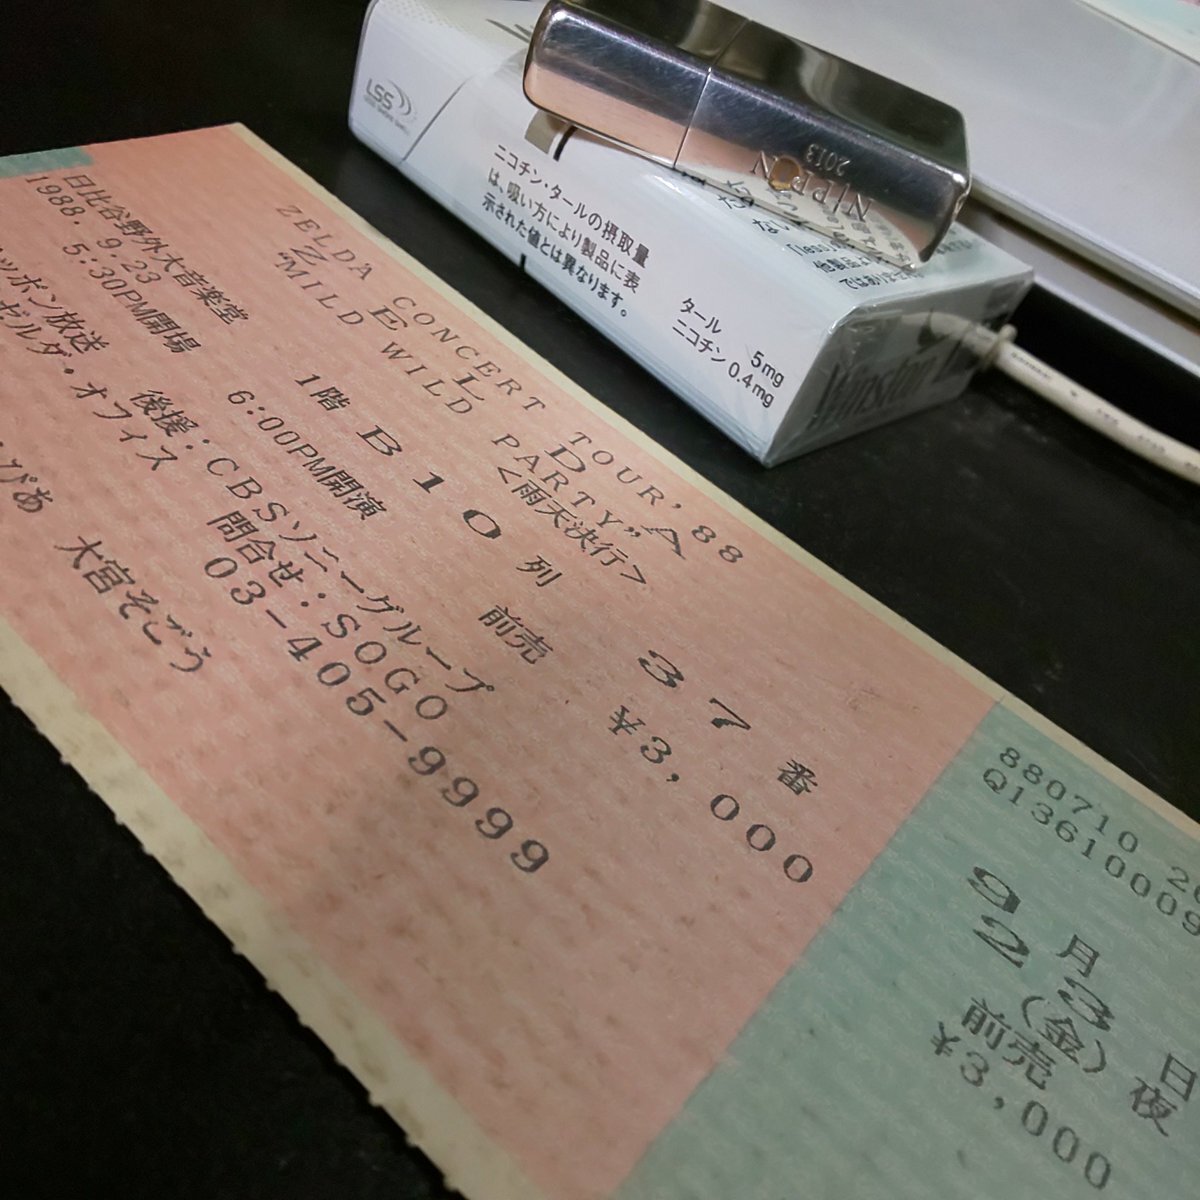 ZELDA CONCERT TOUR'88
ZELDA
"MILD WILD PARTY" <雨天決行>
日比谷野外大音楽堂
1階 B10列 37番
1988. 9.23
5:30PM開場 6:00PM開演 前売 ¥3,000
ッポン放送 後援:CBSソニーグループ
ゼルダ・オフィス 問合せ:SOGO
03-405-9999
ぴあ 大宮そごう
880710
Q13610009
9月23日
(金) 夜
前売
¥3,000
LSS
ニコチン・タールの摂取量
は、吸い方により製品に表
示された値とは異なります。
タール 5mg
ニコチン 0.4mg
Winston
NIPPON
2013